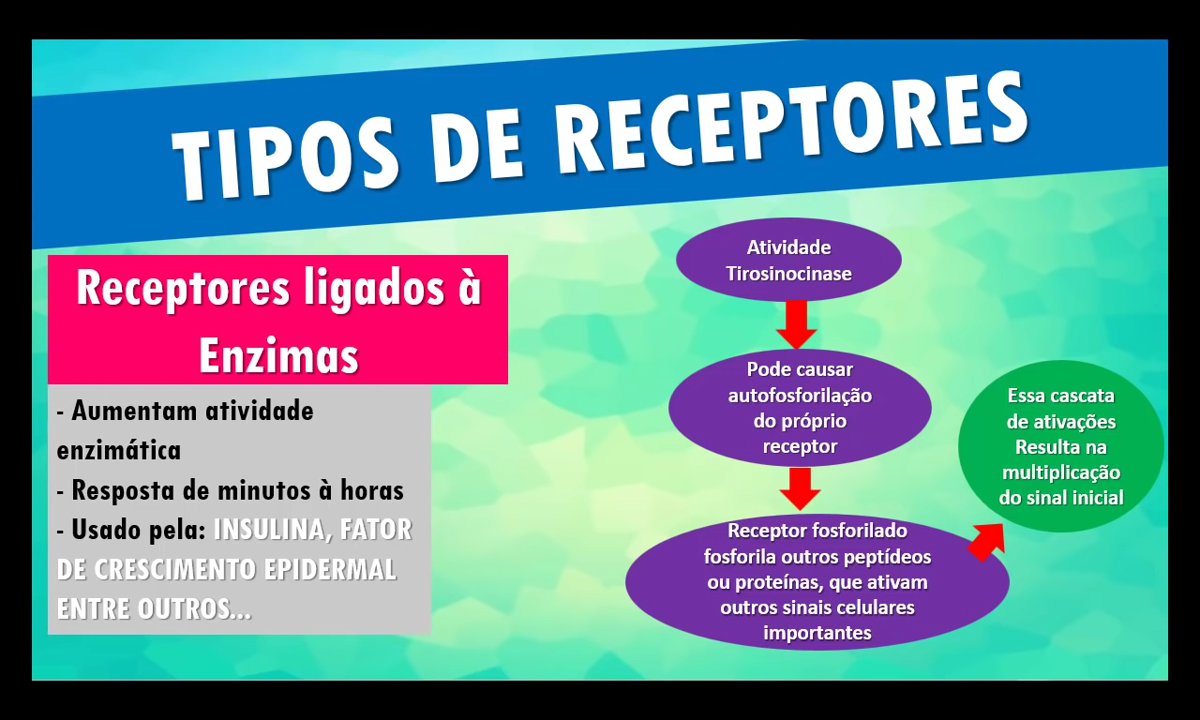 TIPOS DE RECEPTORES
Receptores ligados à
Enzimas
- Aumentam atividade
enzimática
- Resposta de minutos à horas
- Usado pela: INSULINA, FATOR
DE CRESCIMENTO EPIDERMAL
ENTRE OUTROS...
Atividade
Tirosinocinase
Pode causar
autofosforilação
do próprio
receptor
Receptor fosforilado
fosforila outros peptídeos
ou proteínas, que ativam
outros sinais celulares
importantes
Essa cascata
de ativações
Resulta na
multiplicação
do sinal inicial